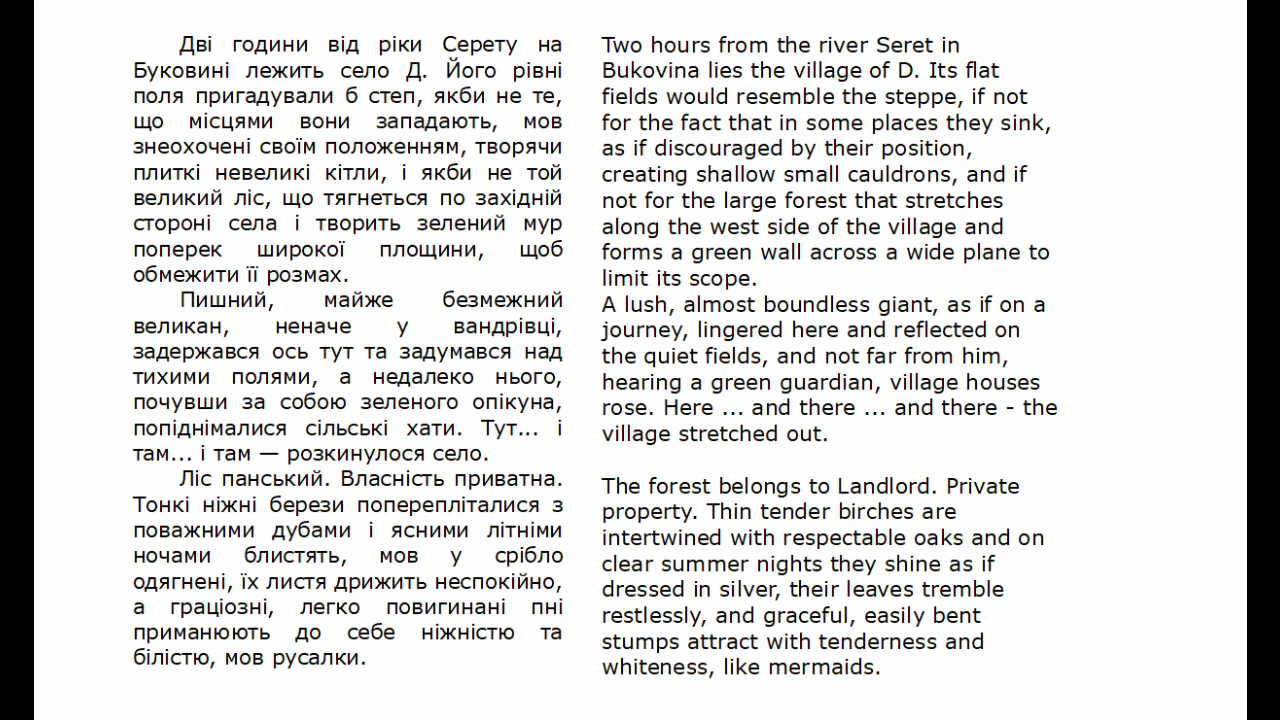 Дві години від ріки Серету на
Буковині лежить село Д. Його рівні
поля пригадували б степ, якби не те,
що місцями вони западають, мов
знеохочені своїм положенням, творячи
плиткі невеликі кітли, і якби не той
великий ліс, що тягнеться по західній
стороні села і творить зелений мур
поперек широкої площини, щоб
обмежити її розмах.
Пишний, майже безмежний
великан, неначе у вандрівці,
задержався ось тут та задумався над
тихими полями, а недалеко нього,
почувши за собою зеленого опікуна,
попіднімалися сільські хати. Тут... і
там... і там — розкинулося село.
Ліс панський. Власність приватна.
Тонкі ніжні берези поперепліталися з
поважними дубами і ясними літніми
ночами блистять, мов у срібло
одягнені, їх листя дрижить неспокійно,
а граціозні, легко повигинані пні
приманюють до себе ніжністю та
білістю, мов русалки.
Two hours from the river Seret in
Bukovina lies the village of D. Its flat
fields would resemble the steppe, if not
for the fact that in some places they sink,
as if discouraged by their position,
creating shallow small cauldrons, and if
not for the large forest that stretches
along the west side of the village and
forms a green wall across a wide plane to
limit its scope.
A lush, almost boundless giant, as if on a
journey, lingered here and reflected on
the quiet fields, and not far from him,
hearing a green guardian, village houses
rose. Here ... and there ... and there - the
village stretched out.
The forest belongs to Landlord. Private
property. Thin tender birches are
intertwined with respectable oaks and on
clear summer nights they shine as if
dressed in silver, their leaves tremble
restlessly, and graceful, easily bent
stumps attract with tenderness and
whiteness, like mermaids.